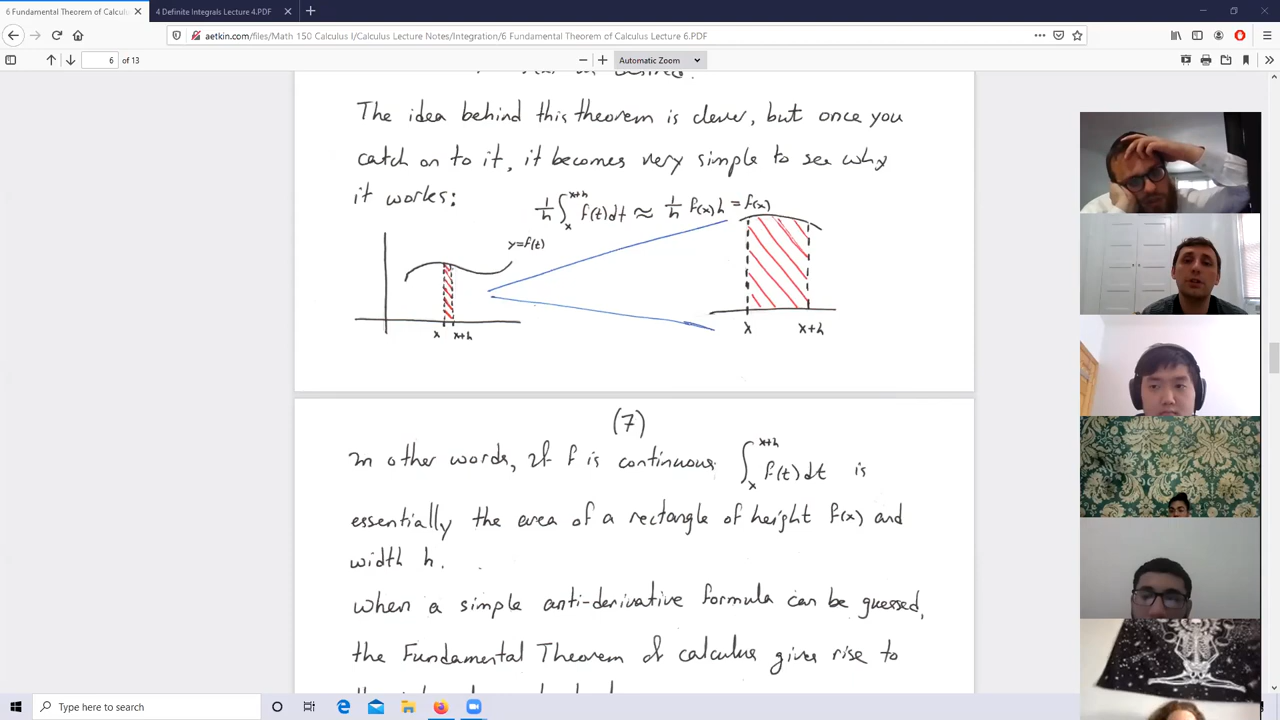 6 Fundamental Theorem of Calculu
4 Definite Integrals Lecture 4.PDF
aetkin.com/files/Math 150 Calculus I/Calculus Lecture Notes/Integration/6 Fundamental Theorem of Calculus Lecture 6.PDF
6 of 13
Automatic Zoom
The idea behind this theorem is clever, but once you
catch on to it, it becomes very simple to see why
it works:
1/h ∫_x^{x+h} f(t)dt ≈ 1/h f(x)h = f(x)
y=f(t)
x x+h
x x+h
(7)
In other words, If f is continuous ∫_x^{x+h} f(t)dt is
essentially the area of a rectangle of height f(x) and
width h.
When a simple anti-derivative formula can be guessed,
the Fundamental Theorem of calculus gives rise to
Type here to search